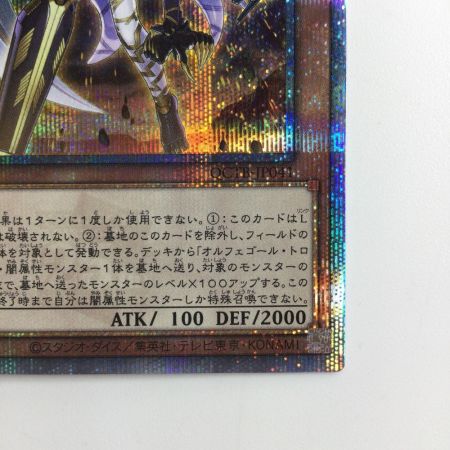 QCTB-JP041
果は1ターンに1度しか使用できない。①:このカードはL
は破壊されない。②:墓地のこのカードを除外し、フィールドの
体を対象として発動できる。デッキから「オルフェゴール・トロ
・闇属性モンスター1体を墓地へ送り、対象のモンスターの
で、墓地へ送ったモンスターのレベル×100アップする。この
終了時まで自分は闇属性モンスターしか特殊召喚できない。
ATK/ 100 DEF/2000
©スタジオ・ダイス/集英社・テレビ東京・KONAMI